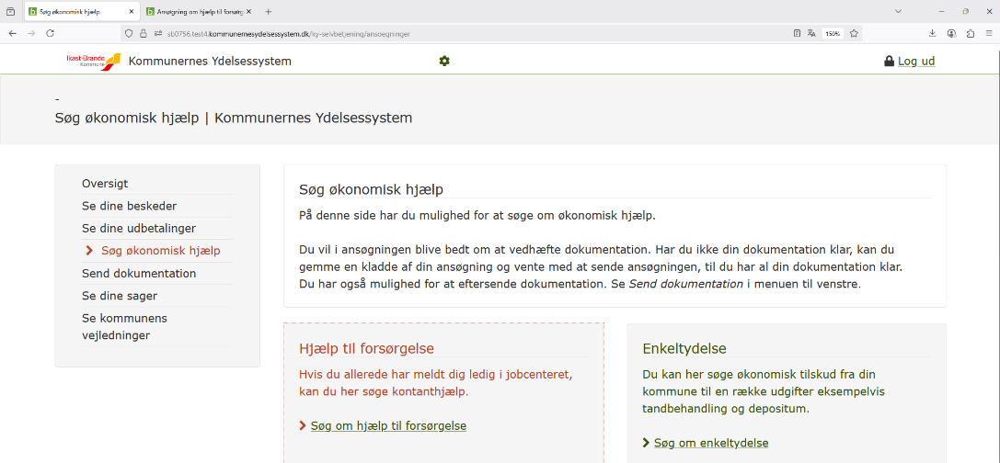 Søg økonomisk hjælp
Ansøgning om hjælp til forsørg
sb0756.test4.kommunernesydelsessystem.dk/ky-selvbetjening/ansoegninger
150%
Ikast-Brande
Kommune
Kommunernes Ydelsessystem
Log ud
-
Søg økonomisk hjælp | Kommunernes Ydelsessystem
Oversigt
Se dine beskeder
Se dine udbetalinger
Søg økonomisk hjælp
Send dokumentation
Se dine sager
Se kommunens
vejledninger
Søg økonomisk hjælp
På denne side har du mulighed for at søge om økonomisk hjælp.
Du vil i ansøgningen blive bedt om at vedhæfte dokumentation. Har du ikke din dokumentation klar, kan du
gemme en kladde af din ansøgning og vente med at sende ansøgningen, til du har al din dokumentation klar.
Du har også mulighed for at eftersende dokumentation. Se Send dokumentation i menuen til venstre.
Hjælp til forsørgelse
Hvis du allerede har meldt dig ledig i jobcenteret,
kan du her søge kontanthjælp.
Søg om hjælp til forsørgelse
Enkeltydelse
Du kan her søge økonomisk tilskud fra din
kommune til en række udgifter eksempelvis
tandbehandling og depositum.
Søg om enkeltydelse